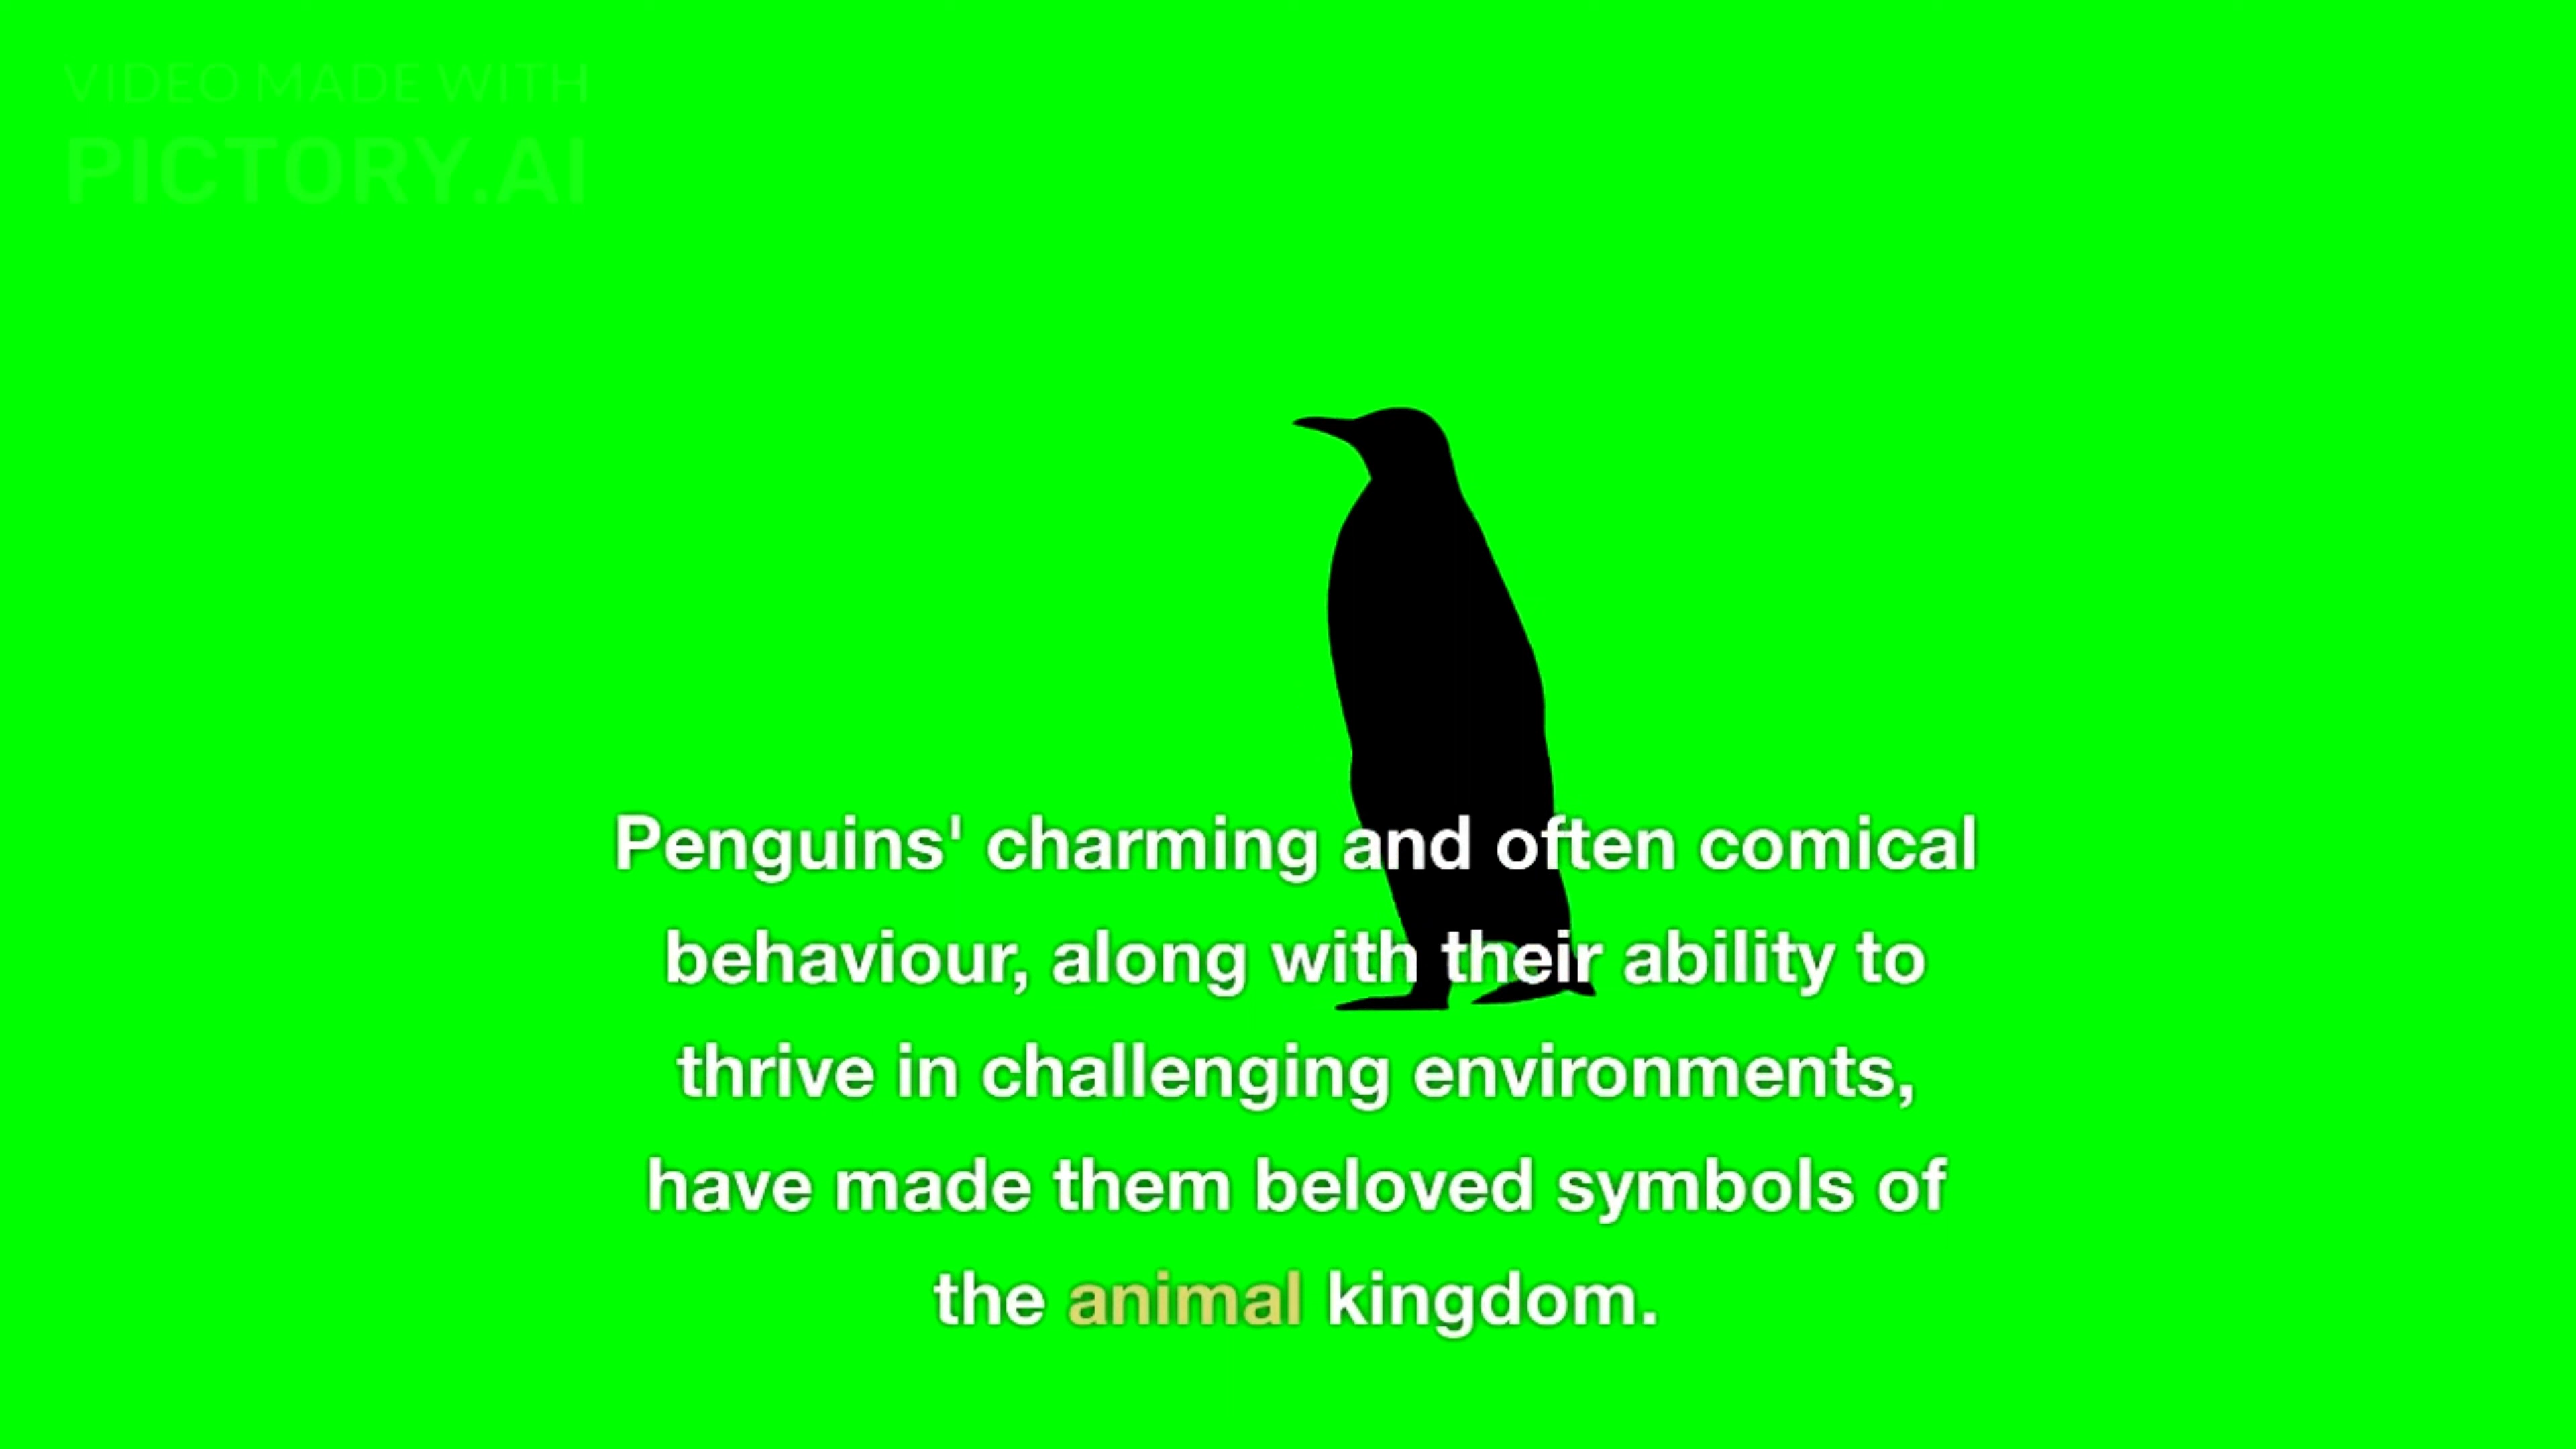 VIDEO MADE WITH
PICTORY.AI
Penguins' charming and often comical
behaviour, along with their ability to
thrive in challenging environments,
have made them beloved symbols of
the animal kingdom.